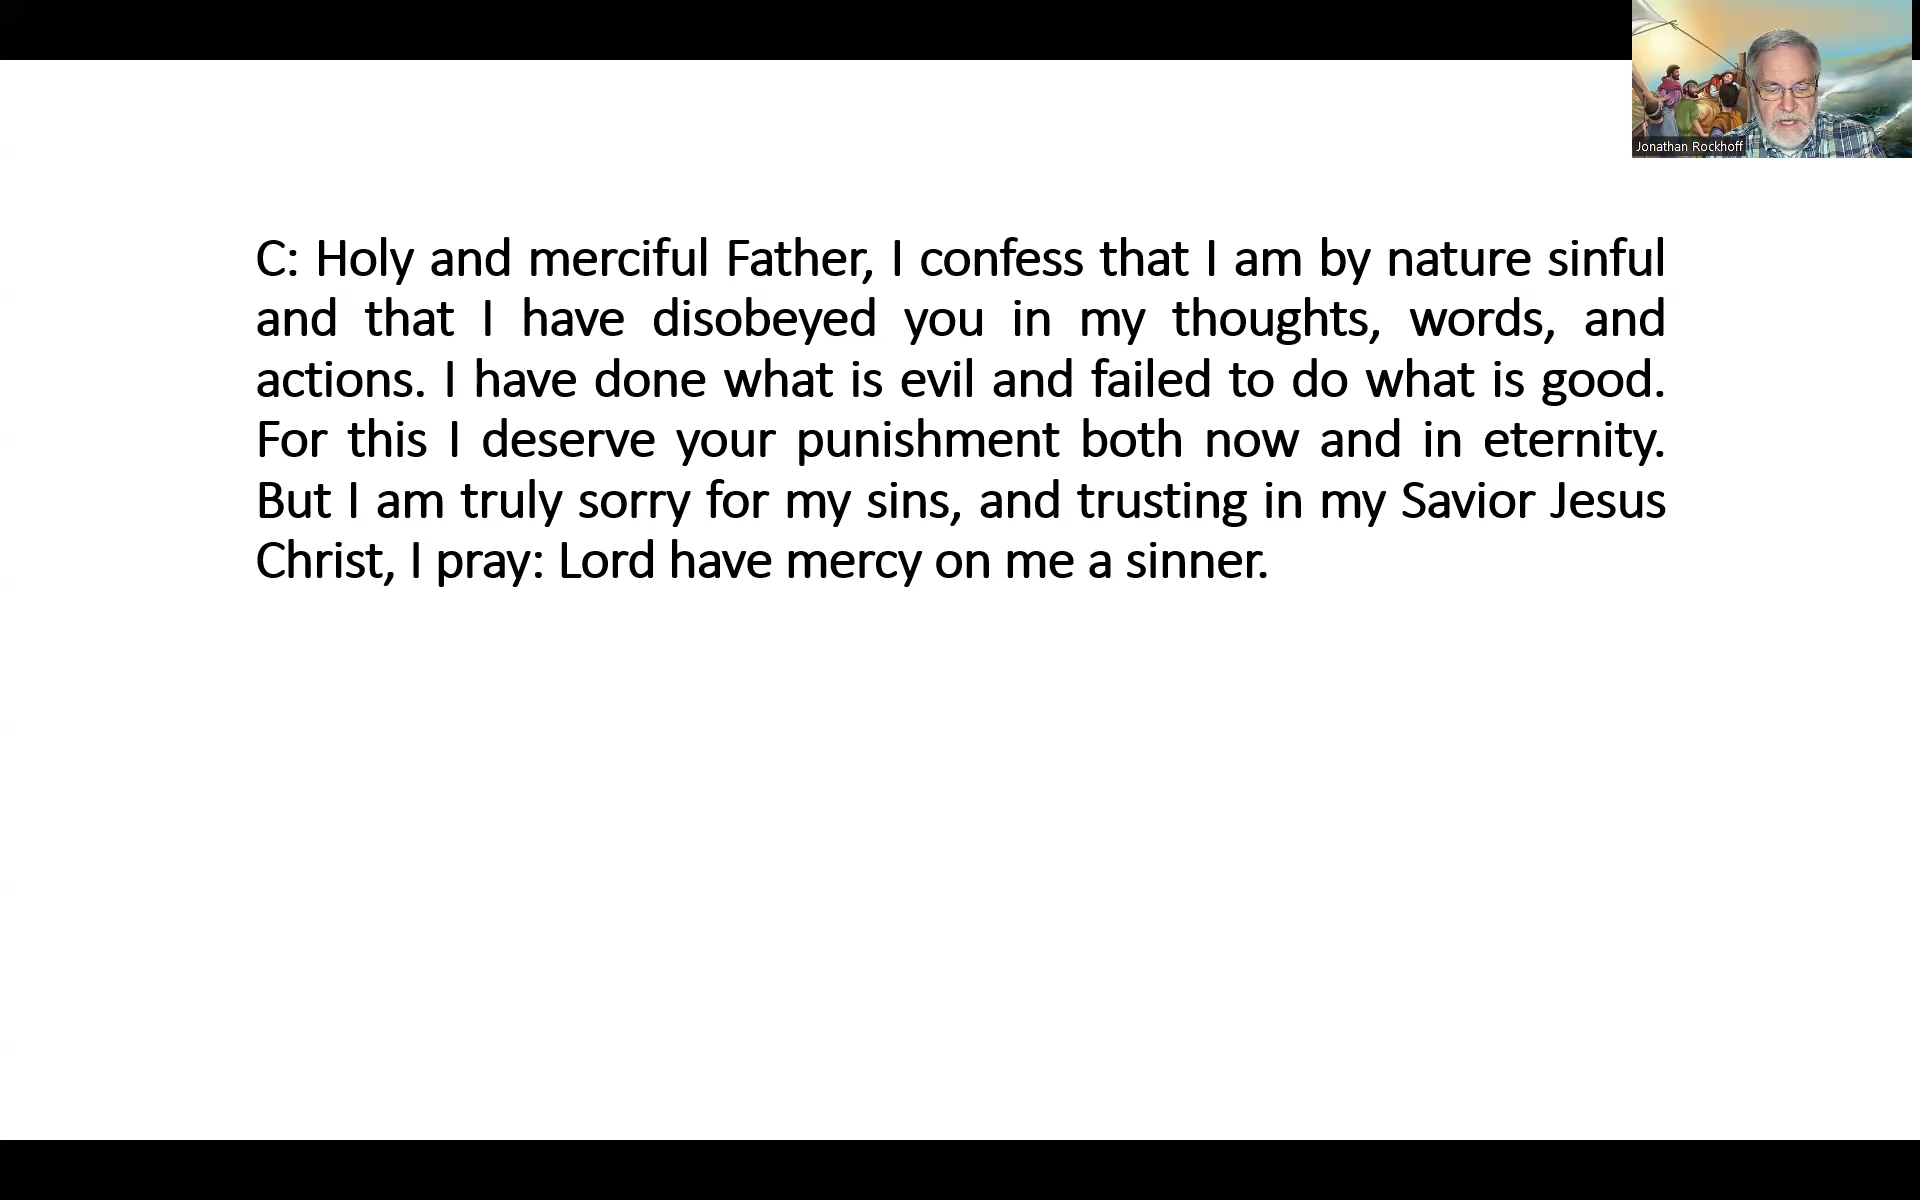 Jonathan Rockhoff
C: Holy and merciful Father, I confess that I am by nature sinful
and that I have disobeyed you in my thoughts, words, and
actions. I have done what is evil and failed to do what is good.
For this I deserve your punishment both now and in eternity.
But I am truly sorry for my sins, and trusting in my Savior Jesus
Christ, I pray: Lord have mercy on me a sinner.